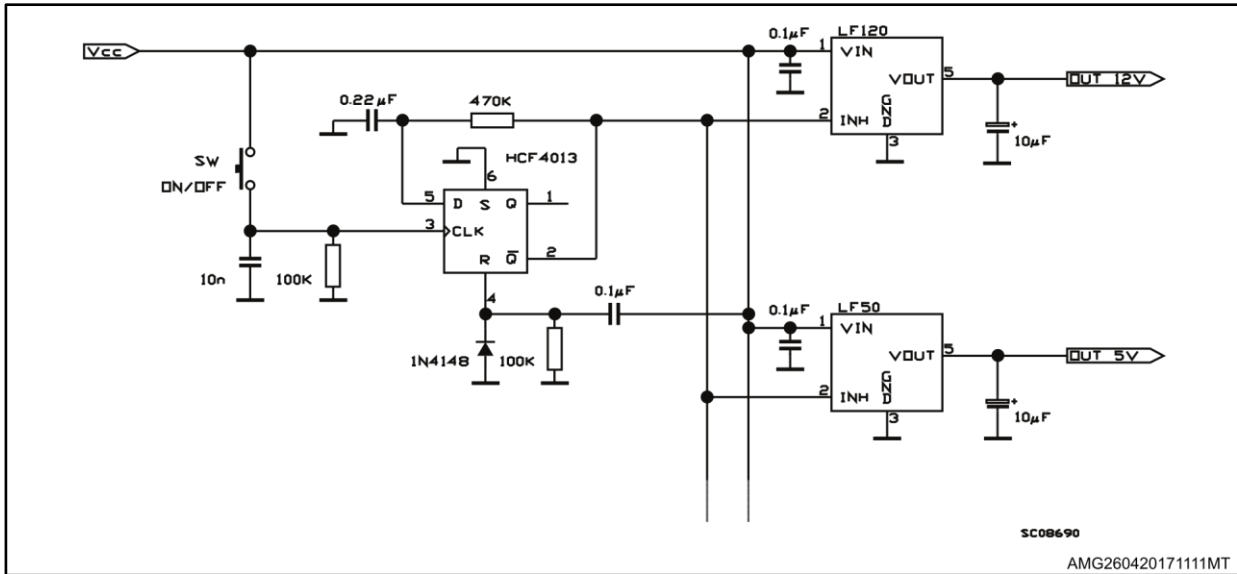 Vcc
0.1µF
LF120
1
VIN
VOUT
5
OUT 12V
0.22µF
470K
2
INH
GND
3
+
10µF
HCF4013
SW
ON/OFF
6
5
D
S
Q
1
3
CLK
R
Q
2
10n
100K
4
0.1µF
0.1µF
LF50
1
VIN
VOUT
5
OUT 5V
1N4148
100K
2
INH
GND
3
+
10µF
SC08690
AMG260420171111MT